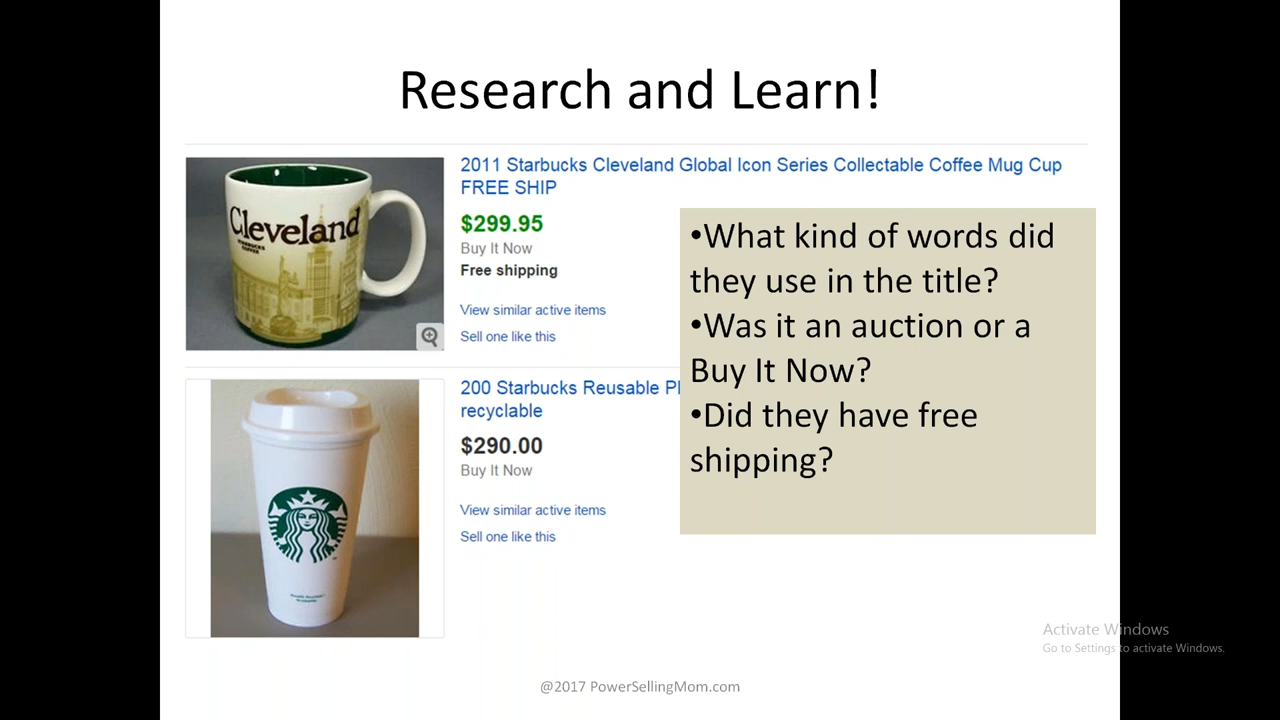 Research and Learn!
2011 Starbucks Cleveland Global Icon Series Collectable Coffee Mug Cup
FREE SHIP
$299.95
Buy It Now
Free shipping
View similar active items
Sell one like this
Cleveland
STARBUCKS
COFFEE
200 Starbucks Reusable
recyclable
$290.00
Buy It Now
View similar active items
Sell one like this
•What kind of words did
they use in the title?
•Was it an auction or a
Buy It Now?
•Did they have free
shipping?
Activate Windows
Go to Settings to activate Windows.
@2017 PowerSellingMom.com